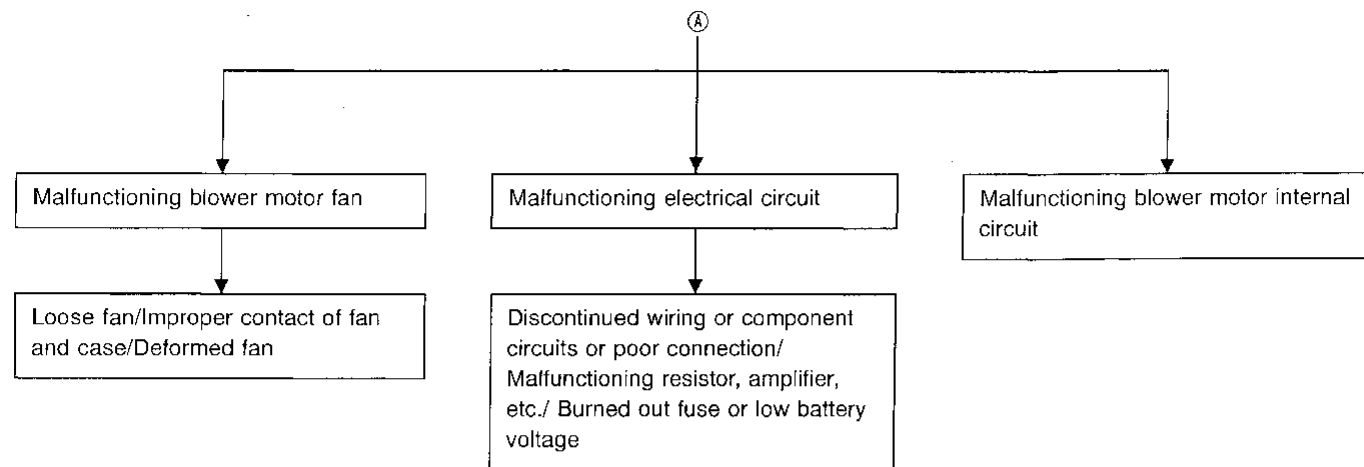 Ⓐ
Malfunctioning blower motor fan
Malfunctioning electrical circuit
Malfunctioning blower motor internal
circuit
Loose fan/Improper contact of fan
and case/Deformed fan
Discontinued wiring or component
circuits or poor connection/
Malfunctioning resistor, amplifier,
etc./ Burned out fuse or low battery
voltage